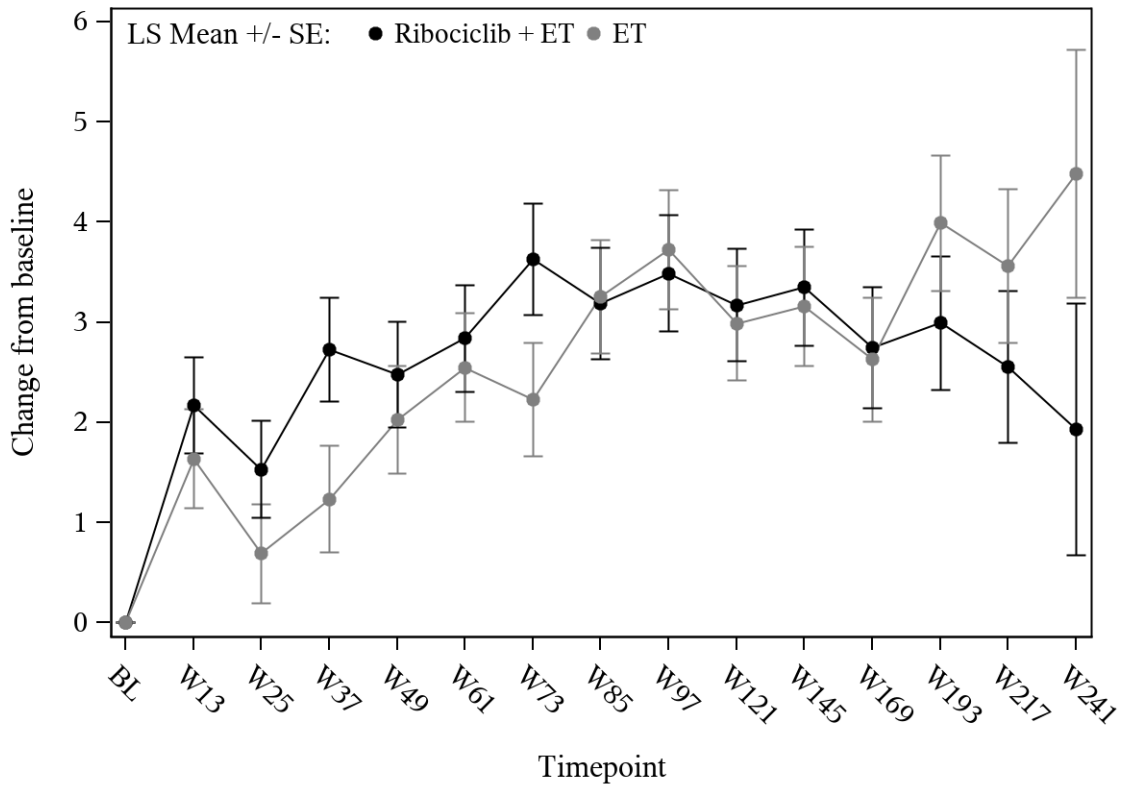 LS Mean +/- SE: Ribociclib + ET ET
6
5
4
3
2
1
0
Change from baseline
BL W13 W25 W37 W49 W61 W73 W85 W97 W121 W145 W169 W193 W217 W241
Timepoint